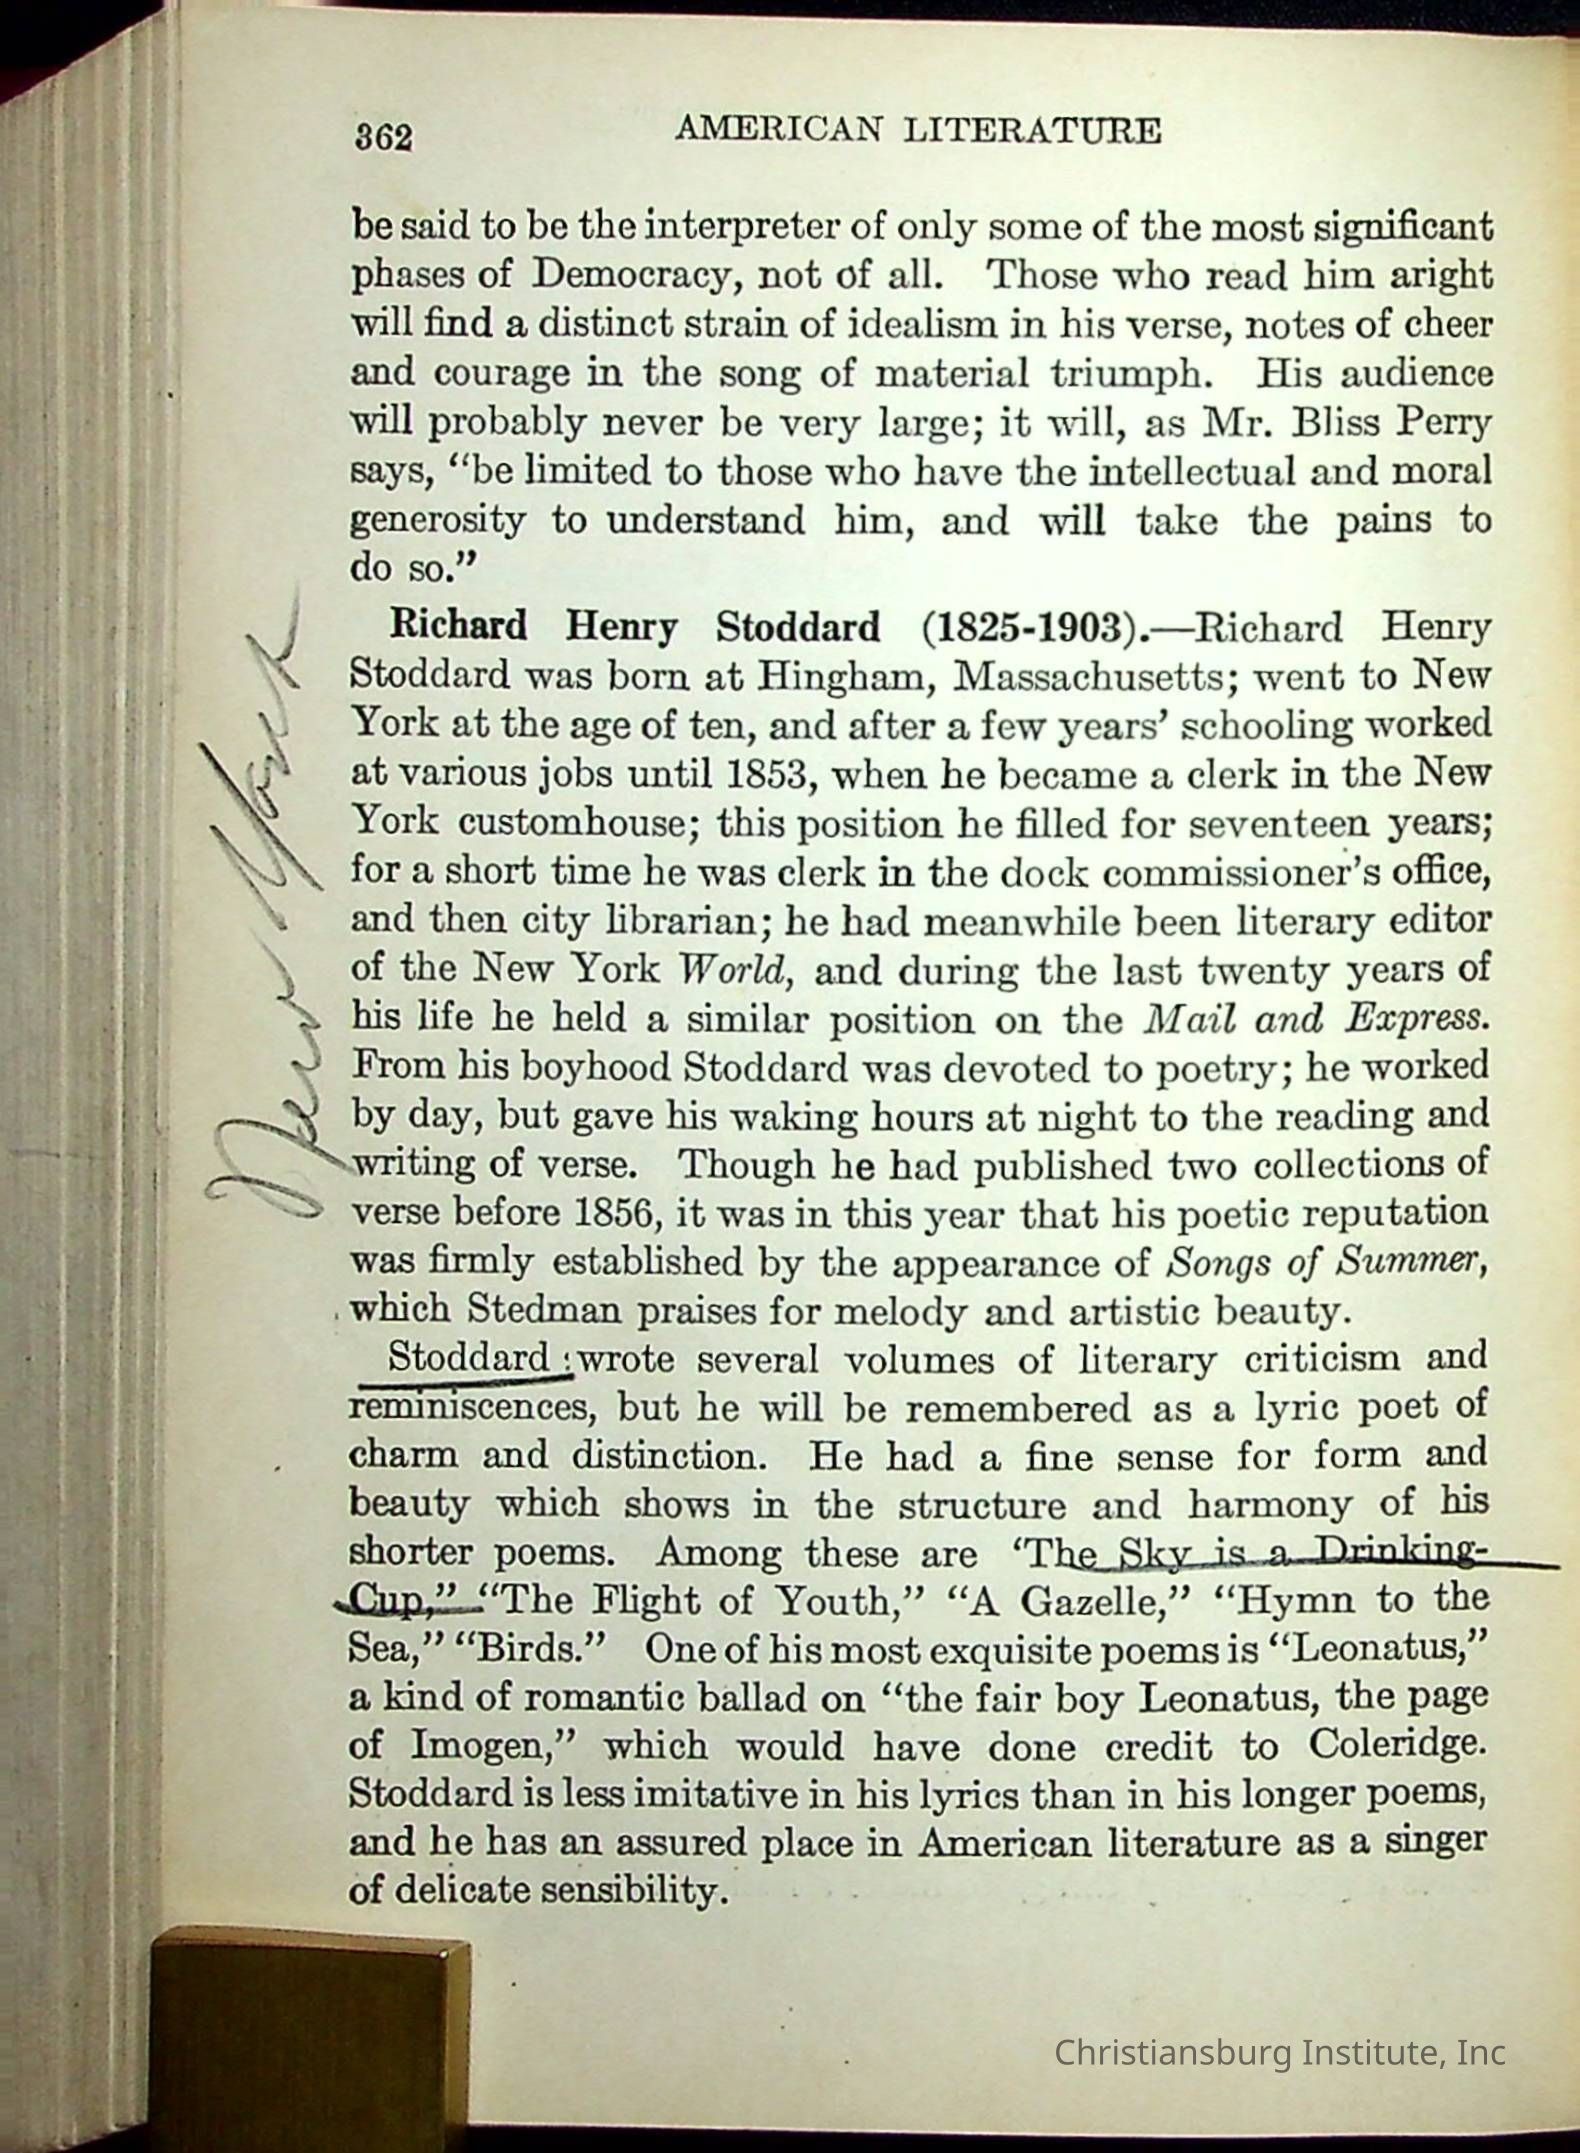 362 AMERICAN LITERATURE
be said to be the interpreter of only some of the most significant
phases of Democracy, not of all. Those who read him aright
will find a distinct strain of idealism in his verse, notes of cheer
and courage in the song of material triumph. His audience
will probably never be very large; it will, as Mr. Bliss Perry
says, “be limited to those who have the intellectual and moral
generosity to understand him, and will take the pains to
do so.”
Richard Henry Stoddard (1825-1903).—Richard Henry
Stoddard was born at Hingham, Massachusetts; went to New
York at the age of ten, and after a few years’ schooling worked
at various jobs until 1853, when he became a clerk in the New
York customhouse; this position he filled for seventeen years;
for a short time he was clerk in the dock commissioner’s office,
and then city librarian; he had meanwhile been literary editor
of the New York World, and during the last twenty years of
his life he held a similar position on the Mail and Express.
From his boyhood Stoddard was devoted to poetry; he worked
by day, but gave his waking hours at night to the reading and
writing of verse. Though he had published two collections of
verse before 1856, it was in this year that his poetic reputation
was firmly established by the appearance of Songs of Summer,
which Stedman praises for melody and artistic beauty.
Stoddard : wrote several volumes of literary criticism and
reminiscences, but he will be remembered as a lyric poet of
charm and distinction. He had a fine sense for form and
beauty which shows in the structure and harmony of his
shorter poems. Among these are ‘The Sky is a Drinking-
Cup,” “The Flight of Youth,” “A Gazelle,” “Hymn to the
Sea,” “Birds.” One of his most exquisite poems is “Leonatus,”
a kind of romantic ballad on “the fair boy Leonatus, the page
of Imogen,” which would have done credit to Coleridge.
Stoddard is less imitative in his lyrics than in his longer poems,
and he has an assured place in American literature as a singer
of delicate sensibility.
New York
Christiansburg Institute, Inc